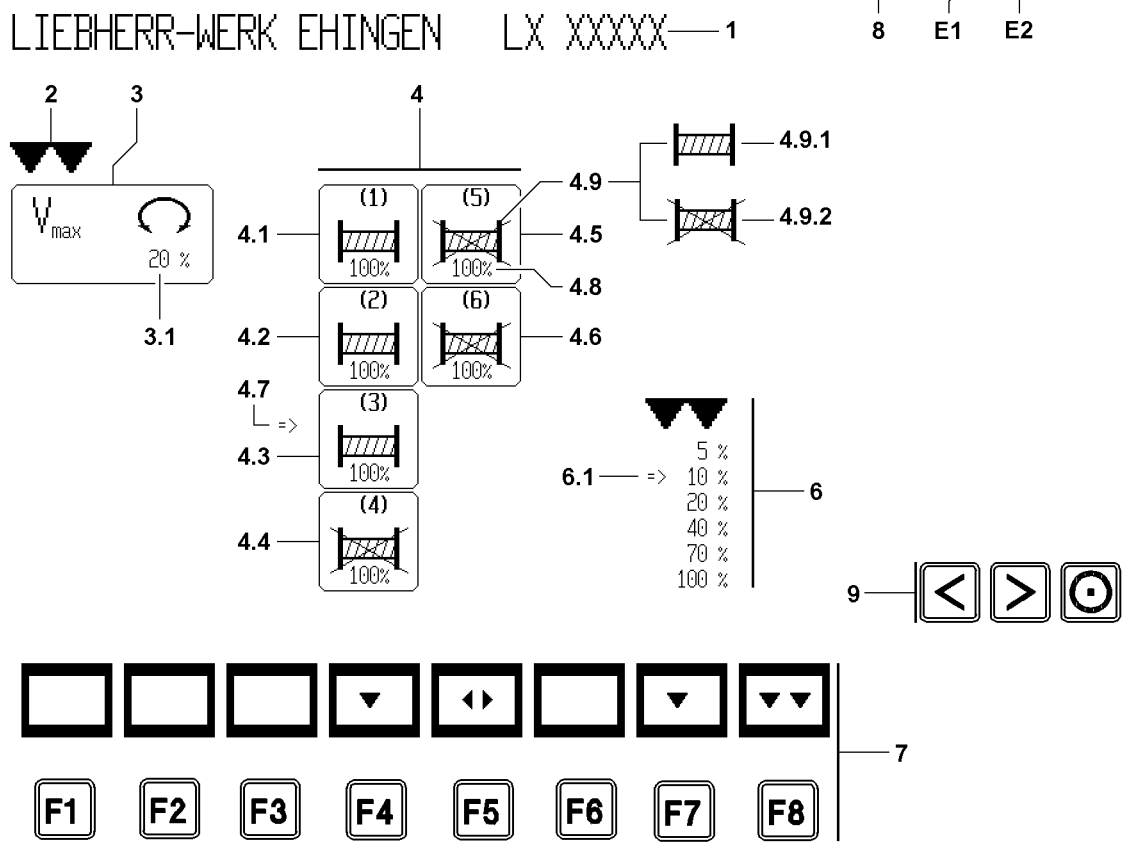 8 E1 E2
LIEBHERR-WERK EHINGEN LX XXXXX 1
2 3 4
4.9.1
(1) (5) 4.9
Vmax
4.1 4.5 4.9.2
20 % 100% 100%
4.8
3.1 (2) (6)
4.2 4.6
100% 100%
4.7 (3)
=>
4.3 5 %
100% 6.1 => 10 % 6
(4) 20 %
4.4 40 %
70 %
100% 100 %
9 < >
7
F1 F2 F3 F4 F5 F6 F7 F8